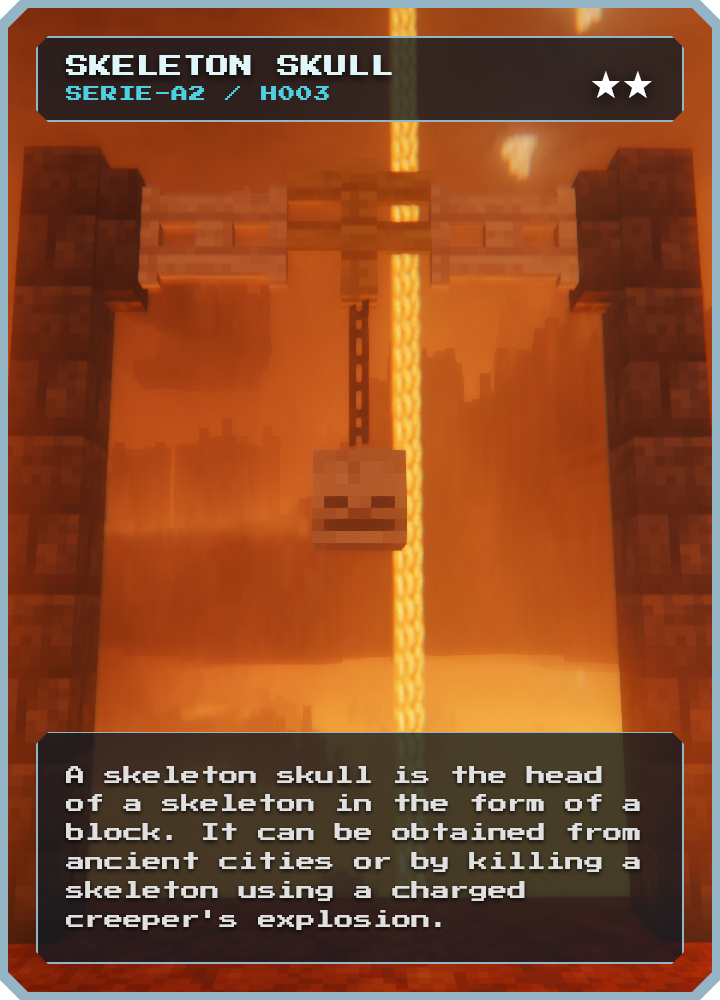 SKELETON SKULL
SERIE-A2 / H003
★★
A skeleton skull is the head
of a skeleton in the form of a
block. It can be obtained from
ancient cities or by killing a
skeleton using a charged
creeper's explosion.